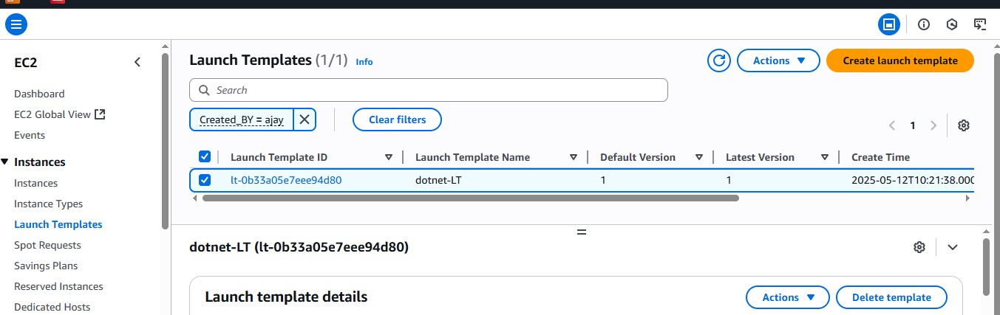 EC2
Dashboard
EC2 Global View
Events
Instances
Instances
Instance Types
Launch Templates
Spot Requests
Savings Plans
Reserved Instances
Dedicated Hosts
Launch Templates (1/1) Info
Actions
Create launch template
Search
Created_BY = ajay
Clear filters
1
Launch Template ID Launch Template Name Default Version Latest Version Create Time
lt-0b33a05e7eee94d80 dotnet-LT 1 1 2025-05-12T10:21:38.000
dotnet-LT (lt-0b33a05e7eee94d80)
Launch template details
Actions
Delete template